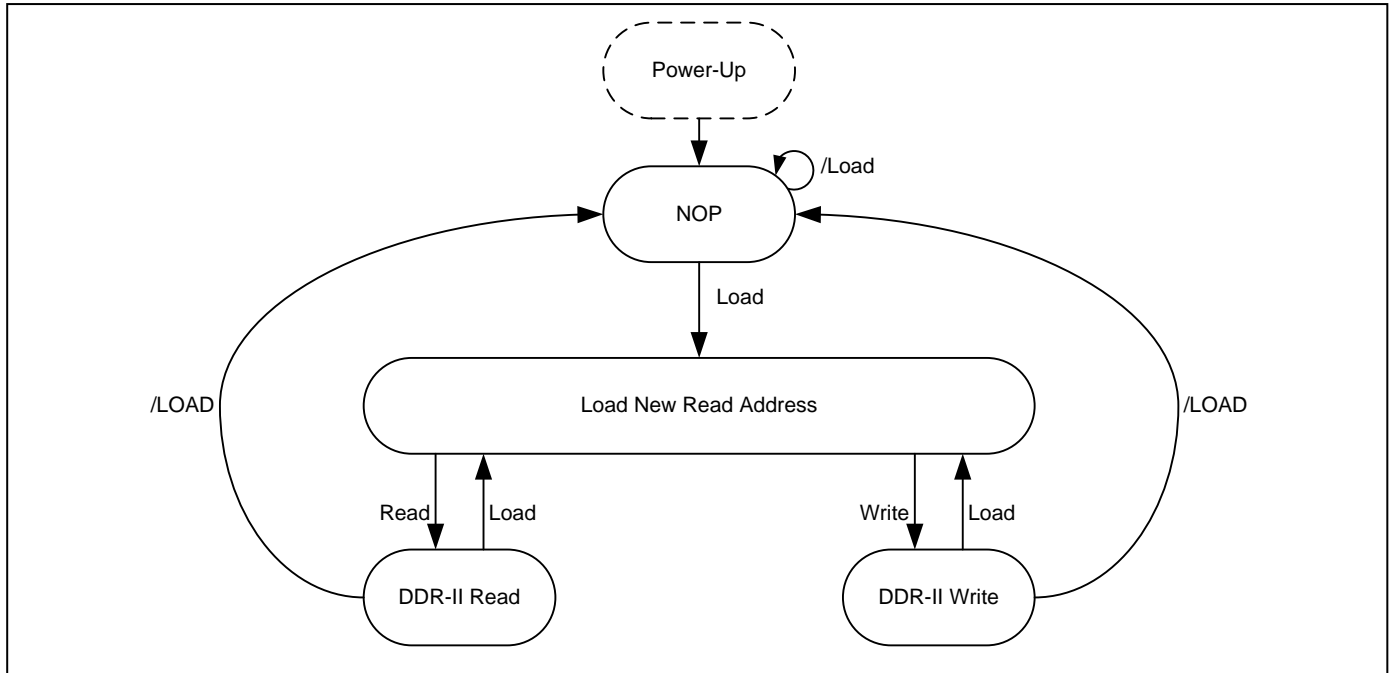 Power-Up
/Load
NOP
Load
/LOAD
Load New Read Address
/LOAD
Read
Load
Write
Load
DDR-II Read
DDR-II Write